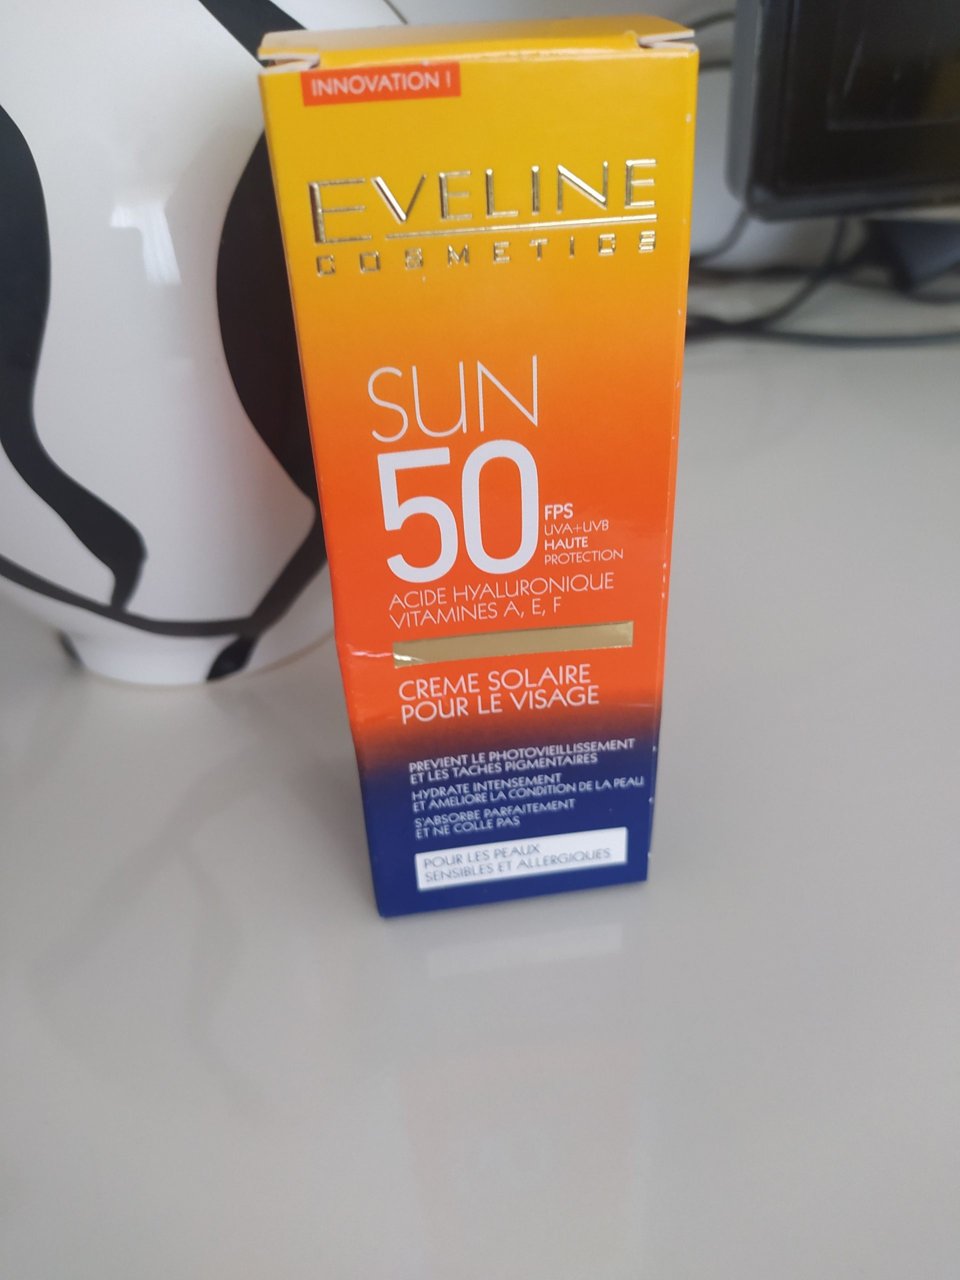 INNOVATION !
EVELINE
COSMETICS
SUN
50
FPS
UVA+UVB
HAUTE
PROTECTION
ACIDE HYALURONIQUE
VITAMINES A, E, F
CREME SOLAIRE
POUR LE VISAGE
PREVIENT LE PHOTOVIEILLISSEMENT
ET LES TACHES PIGMENTAIRES
HYDRATE INTENSEMENT
ET AMELIORE LA CONDITION DE LA PEAU
S'ABSORBE PARFAITEMENT
ET NE COLLE PAS
POUR LES PEAUX
SENSIBLES ET ALLERGIQUES